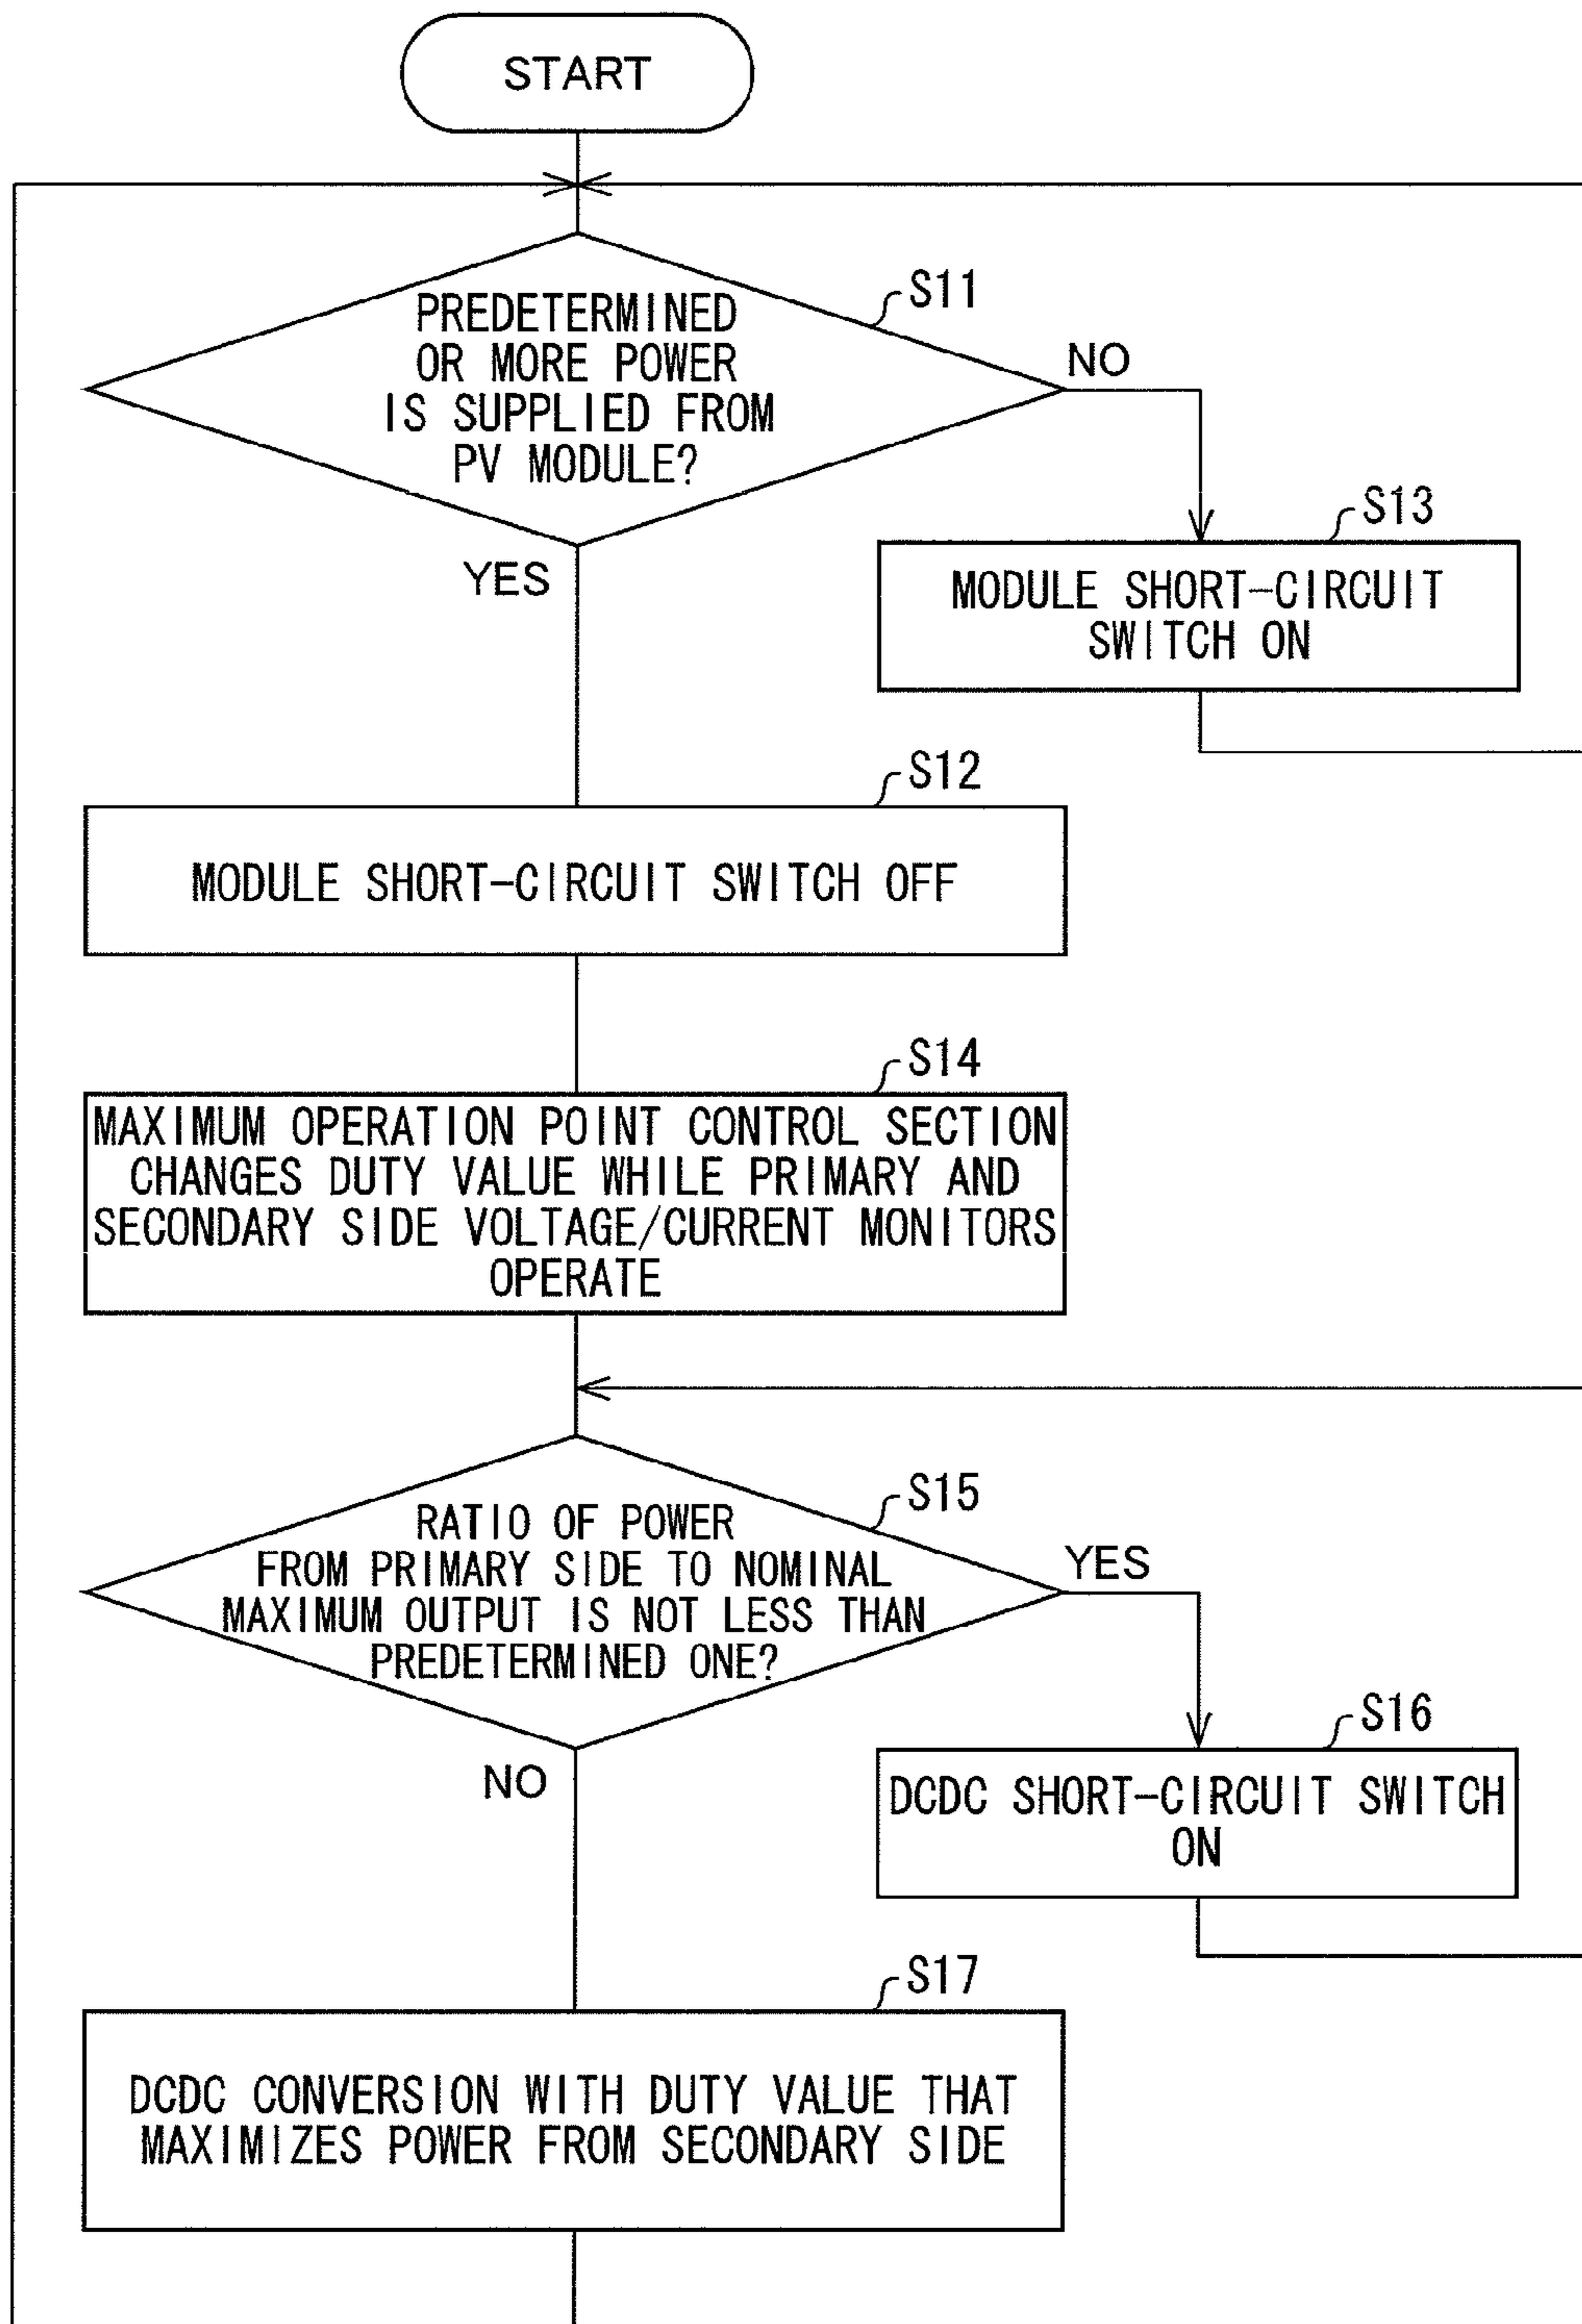 START
S11
PREDETERMINED
OR MORE POWER
IS SUPPLIED FROM
PV MODULE?
NO
YES
S13
MODULE SHORT-CIRCUIT
SWITCH ON
S12
MODULE SHORT-CIRCUIT SWITCH OFF
S14
MAXIMUM OPERATION POINT CONTROL SECTION
CHANGES DUTY VALUE WHILE PRIMARY AND
SECONDARY SIDE VOLTAGE/CURRENT MONITORS
OPERATE
S15
RATIO OF POWER
FROM PRIMARY SIDE TO NOMINAL
MAXIMUM OUTPUT IS NOT LESS THAN
PREDETERMINED ONE?
YES
NO
S16
DCDC SHORT-CIRCUIT SWITCH
ON
S17
DCDC CONVERSION WITH DUTY VALUE THAT
MAXIMIZES POWER FROM SECONDARY SIDE